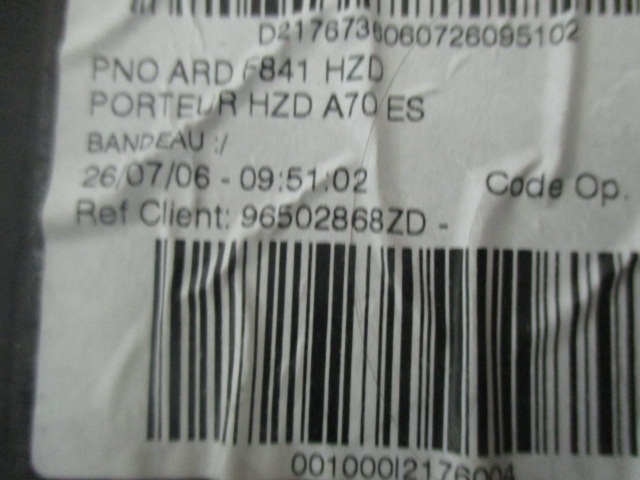 D2176736060726095102
PNO ARD F841 HZD
PORTEUR HZD A70 ES
BANDEAU :/
26/07/06 - 09:51:02 Code Op.
Ref Client: 96502868ZD -
001000I2176004